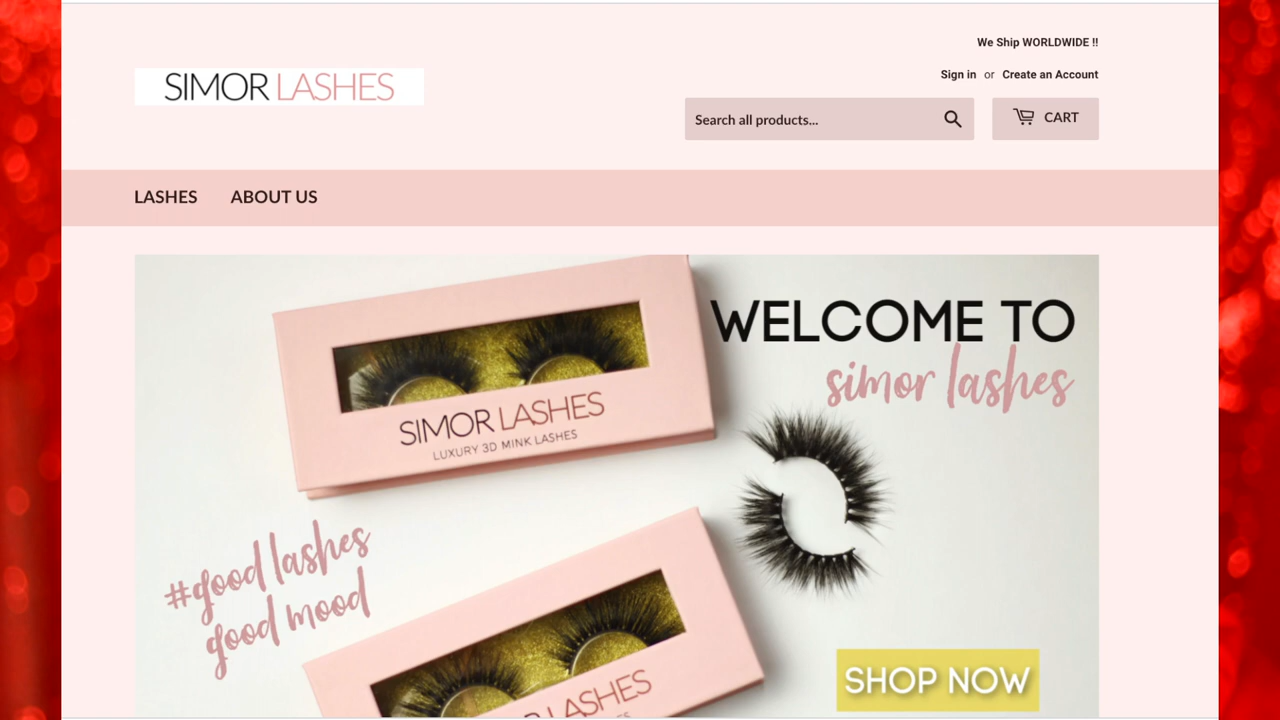 We Ship WORLDWIDE !!
SIMOR LASHES
Sign in or Create an Account
Search all products...
CART
LASHES
ABOUT US
WELCOME TO
simor lashes
SIMOR LASHES
LUXURY 3D MINK LASHES
#good lashes
good mood
SHOP NOW
LASHES